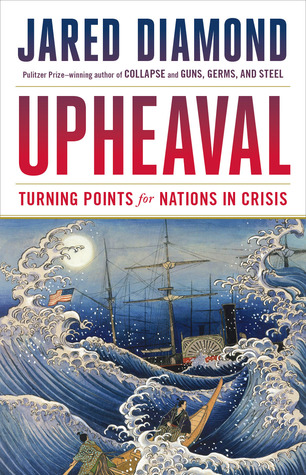 JARED DIAMOND
Pulitzer Prize–winning author of COLLAPSE and GUNS, GERMS, AND STEEL
UPHEAVAL
TURNING POINTS for NATIONS IN CRISIS